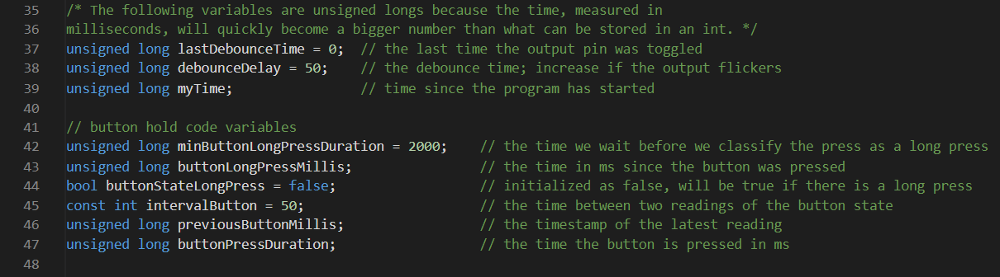 35 /* The following variables are unsigned longs because the time, measured in
36 milliseconds, will quickly become a bigger number than what can be stored in an int. */
37 unsigned long lastDebounceTime = 0;  // the last time the output pin was toggled
38 unsigned long debounceDelay = 50;    // the debounce time; increase if the output flickers
39 unsigned long myTime;                // time since the program has started
40
41 // button hold code variables
42 unsigned long minButtonLongPressDuration = 2000;    // the time we wait before we classify the press as a long press
43 unsigned long buttonLongPressMillis;                // the time in ms since the button was pressed
44 bool buttonStateLongPress = false;                  // initialized as false, will be true if there is a long press
45 const int intervalButton = 50;                      // the time between two readings of the button state
46 unsigned long previousButtonMillis;                 // the timestamp of the latest reading
47 unsigned long buttonPressDuration;                  // the time the button is pressed in ms
48